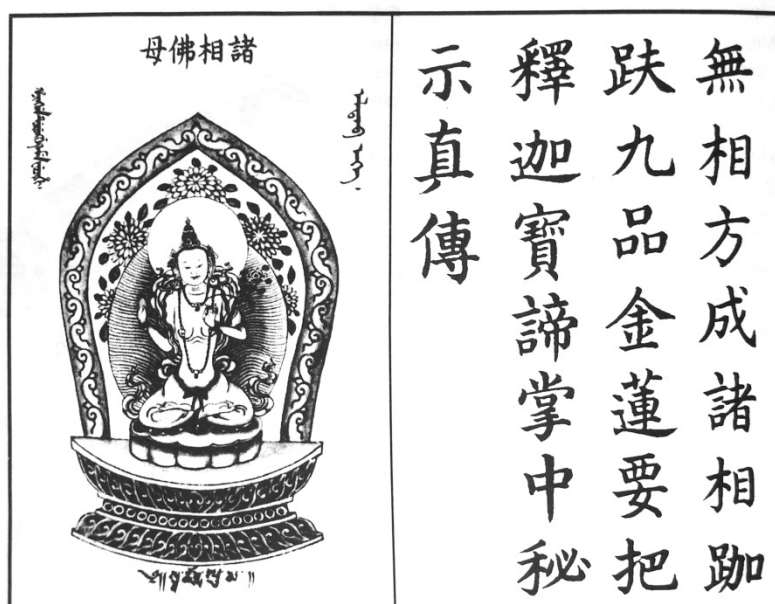 無相方成諸相跏
趺九品金蓮要把
釋迦寶諦掌中秘
示真傳
諸相佛母